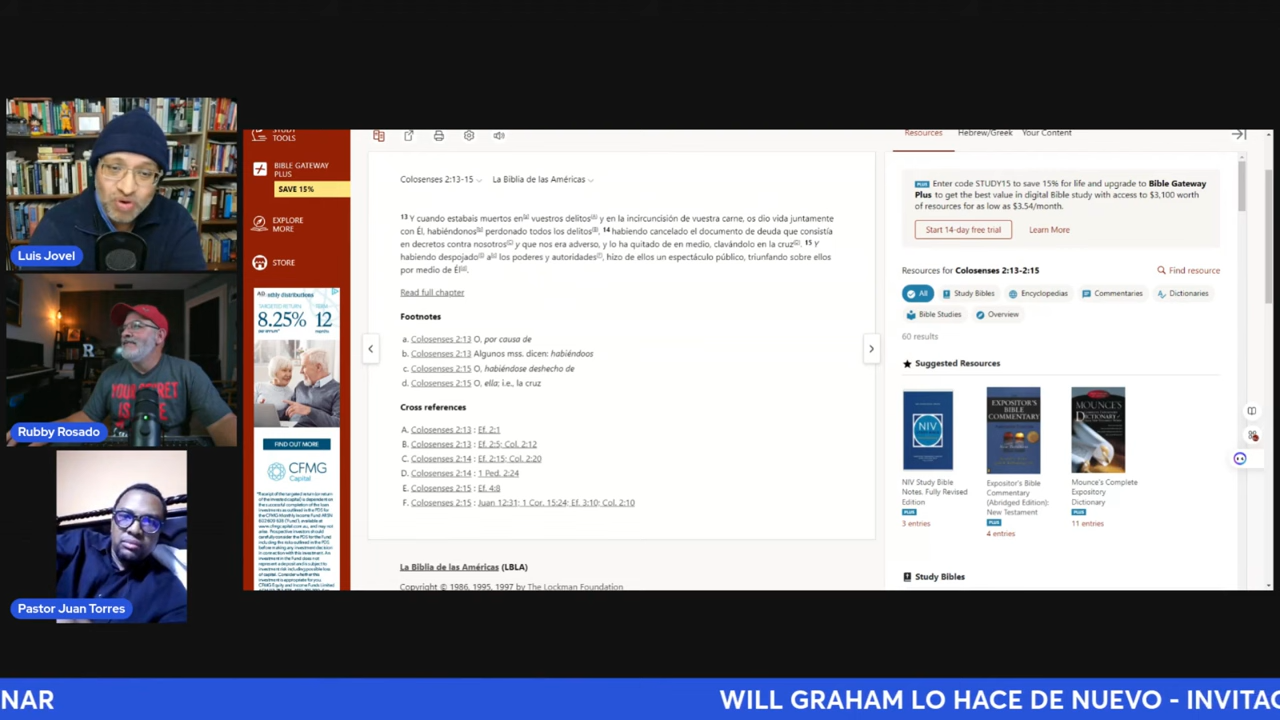 Luis Jovel
Rubby Rosado
Pastor Juan Torres
STUDY
TOOLS
BIBLE GATEWAY
PLUS
SAVE 15%
EXPLORE
MORE
STORE
8.25% 12
FIND OUT MORE
CFMG
Capital
Colosenses 2:13-15 La Biblia de las Américas
13 Y cuando estabais muertos en[a] vuestros delitos[A] y en la incircuncisión de vuestra carne, os dio vida juntamente
con Él, habiéndonos[b] perdonado todos los delitos[B], 14 habiendo cancelado el documento de deuda que consistía
en decretos contra nosotros[C] y que nos era adverso, y lo ha quitado de en medio, clavándolo en la cruz[D]. 15 Y
habiendo despojado[c] a[E] los poderes y autoridades[F], hizo de ellos un espectáculo público, triunfando sobre ellos
por medio de Él[d].
Read full chapter
Footnotes
a. Colosenses 2:13 O, por causa de
b. Colosenses 2:13 Algunos mss. dicen: habiéndoos
c. Colosenses 2:15 O, habiéndose deshecho de
d. Colosenses 2:15 O, ella; i.e., la cruz
Cross references
A. Colosenses 2:13 : Ef. 2:1
B. Colosenses 2:13 : Ef. 2:5; Col. 2:12
C. Colosenses 2:14 : Ef. 2:15; Col. 2:20
D. Colosenses 2:14 : 1 Ped. 2:24
E. Colosenses 2:15 : Ef. 4:8
F. Colosenses 2:15 : Juan 12:31; 1 Cor. 15:24; Ef. 3:10; Col. 2:10
La Biblia de las Américas (LBLA)
Copyright © 1986, 1995, 1997 by The Lockman Foundation
Resources Hebrew/Greek Your Content
PLUS Enter code STUDY15 to save 15% for life and upgrade to Bible Gateway
Plus to get the best value in digital Bible study with access to $3,100 worth
of resources for as low as $3.54/month.
Start 14-day free trial Learn More
Resources for Colosenses 2:13-2:15 Find resource
All Study Bibles Encyclopedias Commentaries Dictionaries
Bible Studies Overview
60 results
Suggested Resources
NIV
EXPOSITOR'S
BIBLE
COMMENTARY
MOUNCE'S
DICTIONARY
NIV Study Bible
Notes, Fully Revised
Edition
PLUS
3 entries
Expositor's Bible
Commentary
(Abridged Edition):
New Testament
PLUS
4 entries
Mounce's Complete
Expository
Dictionary
PLUS
11 entries
Study Bibles
NAR WILL GRAHAM LO HACE DE NUEVO - INVITAC